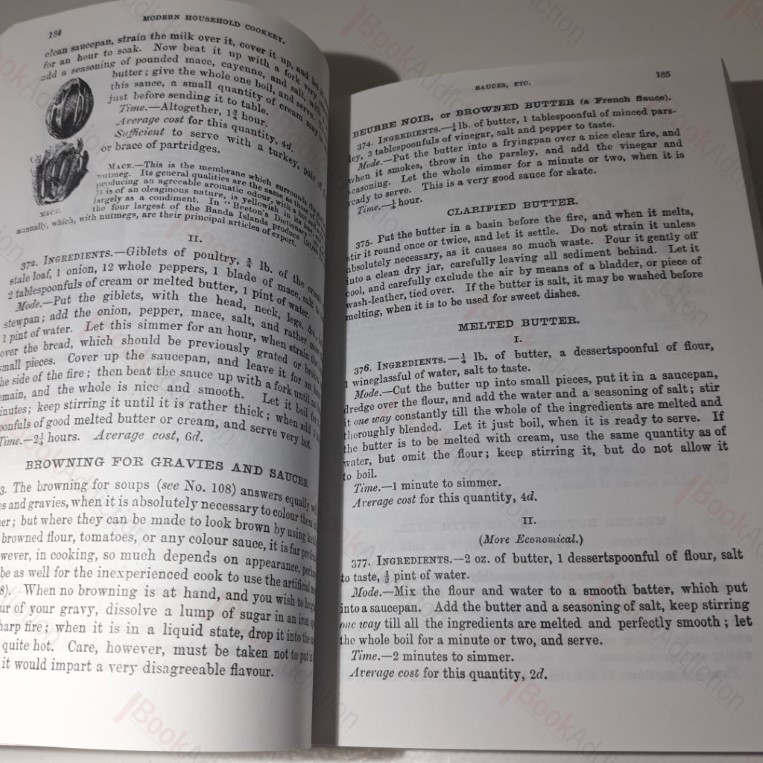 184
MODERN HOUSEHOLD COOKERY.
clean saucepan, strain the milk over it, cover it up, and
for an hour to soak. Now beat it up with a fork
add a seasoning of pounded mace, cayenne, and salt, with
butter; give the whole one boil, and serve.
this sauce, a small quantity of cream may
just before sending it to table.
Time.—Altogether, 1¾ hour.
Average cost for this quantity, 4d.
Sufficient to serve with a turkey, pair of
or brace of partridges.
MACE.—This is the membrane which surrounds the
nutmeg. Its general qualities are the same as
producing an agreeable aromatic odour, with a
It is of an oleaginous nature, is yellowish in its
largely as a condiment. In "Beeton's Dictionary
the four largest of the Banda Islands produce
annually, which, with nutmegs, are their principal articles of export.
MACE.
II.
372. INGREDIENTS.—Giblets of poultry, ¾ lb. of the
stale loaf, 1 onion, 12 whole peppers, 1 blade of mace, salt
2 tablespoonfuls of cream or melted butter, 1 pint of water.
Mode.—Put the giblets, with the head, neck, legs,
stewpan; add the onion, pepper, mace, salt, and rather
1 pint of water. Let this simmer for an hour, when strain the
over the bread, which should be previously grated or
small pieces. Cover up the saucepan, and leave it for an
he side of the fire; then beat the sauce up with a fork until
emain, and the whole is nice and smooth. Let it boil for
inutes; keep stirring it until it is rather thick; when add
oonfuls of good melted butter or cream, and serve very hot.
Time.—2¼ hours. Average cost, 6d.
BROWNING FOR GRAVIES AND SAUCES.
3. The browning for soups (see No. 108) answers equally
es and gravies, when it is absolutely necessary to colour
er; but where they can be made to look brown by using
browned flour, tomatoes, or any colour sauce, it is far
wever, in cooking, so much depends on appearance,
be as well for the inexperienced cook to use the artificial
8). When no browning is at hand, and you wish to
ur of your gravy, dissolve a lump of sugar in an iron
harp fire; when it is in a liquid state, drop it into the
quite hot. Care, however, must be taken not to put in
it would impart a very disagreeable flavour.
SAUCES, ETC.
185
BEURRE NOIR, or BROWNED BUTTER (a French Sauce).
374. INGREDIENTS.—¼ lb. of butter, 1 tablespoonful of minced pars-
ley, 3 tablespoonfuls of vinegar, salt and pepper to taste.
Mode.—Put the butter into a fryingpan over a nice clear fire, and
when it smokes, throw in the parsley, and add the vinegar and
seasoning. Let the whole simmer for a minute or two, when it is
ready to serve. This is a very good sauce for skate.
Time.—¼ hour.
CLARIFIED BUTTER.
375. Put the butter in a basin before the fire, and when it melts,
stir it round once or twice, and let it settle. Do not strain it unless
absolutely necessary, as it causes so much waste. Pour it gently off
into a clean dry jar, carefully leaving all sediment behind. Let it
cool, and carefully exclude the air by means of a bladder, or piece of
wash-leather, tied over. If the butter is salt, it may be washed before
melting, when it is to be used for sweet dishes.
MELTED BUTTER.
I.
376. INGREDIENTS.—¼ lb. of butter, a dessertspoonful of flour,
1 wineglassful of water, salt to taste.
Mode.—Cut the butter up into small pieces, put it in a saucepan,
dredge over the flour, and add the water and a seasoning of salt; stir
it one way constantly till the whole of the ingredients are melted and
thoroughly blended. Let it just boil, when it is ready to serve. If
the butter is to be melted with cream, use the same quantity as of
water, but omit the flour; keep stirring it, but do not allow it
to boil.
Time.—1 minute to simmer.
Average cost for this quantity, 4d.
II.
(More Economical.)
377. INGREDIENTS.—2 oz. of butter, 1 dessertspoonful of flour, salt
to taste, ½ pint of water.
Mode.—Mix the flour and water to a smooth batter, which put
into a saucepan. Add the butter and a seasoning of salt, keep stirring
one way till all the ingredients are melted and perfectly smooth; let
the whole boil for a minute or two, and serve.
Time.—2 minutes to simmer.
Average cost for this quantity, 2d.
BookAddiction